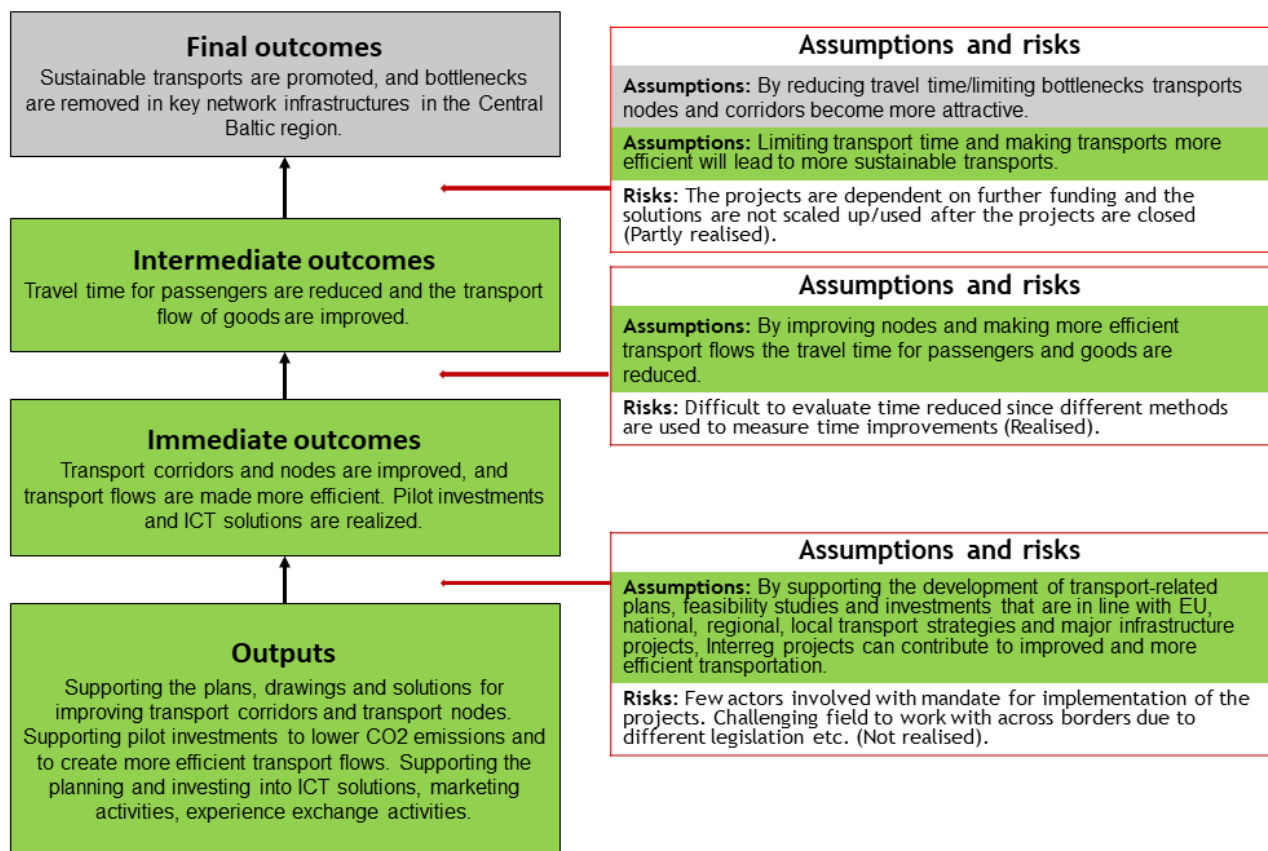 Final outcomes
Sustainable transports are promoted, and bottlenecks
are removed in key network infrastructures in the Central
Baltic region.
Assumptions and risks
Assumptions: By reducing travel time/limiting bottlenecks transports
nodes and corridors become more attractive.
Assumptions: Limiting transport time and making transports more
efficient will lead to more sustainable transports.
Risks: The projects are dependent on further funding and the
solutions are not scaled up/used after the projects are closed
(Partly realised).
Intermediate outcomes
Travel time for passengers are reduced and the transport
flow of goods are improved.
Assumptions and risks
Assumptions: By improving nodes and making more efficient
transport flows the travel time for passengers and goods are
reduced.
Risks: Difficult to evaluate time reduced since different methods
are used to measure time improvements (Realised).
Immediate outcomes
Transport corridors and nodes are improved, and
transport flows are made more efficient. Pilot investments
and ICT solutions are realized.
Assumptions and risks
Assumptions: By supporting the development of transport-related
plans, feasibility studies and investments that are in line with EU,
national, regional, local transport strategies and major infrastructure
projects, Interreg projects can contribute to improved and more
efficient transportation.
Risks: Few actors involved with mandate for implementation of the
projects. Challenging field to work with across borders due to
different legislation etc. (Not realised).
Outputs
Supporting the plans, drawings and solutions for
improving transport corridors and transport nodes.
Supporting pilot investments to lower CO2 emissions and
to create more efficient transport flows. Supporting the
planning and investing into ICT solutions, marketing
activities, experience exchange activities.